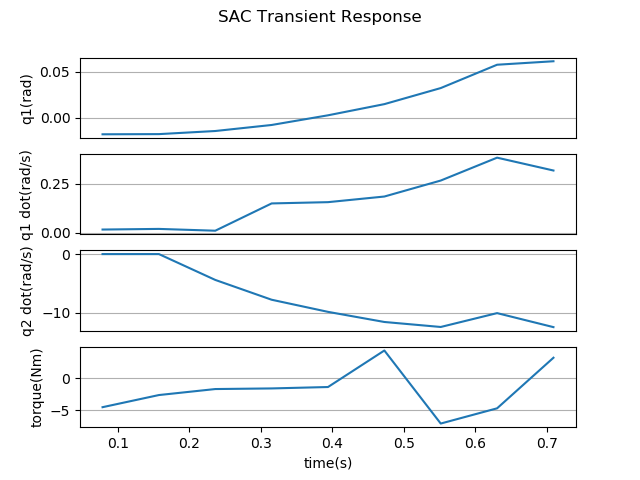 SAC Transient Response
0.05
0.00
q1(rad)
0.25
0.00
q1 dot(rad/s)
0
−10
q2 dot(rad/s)
0
−5
torque(Nm)
0.1 0.2 0.3 0.4 0.5 0.6 0.7
time(s)